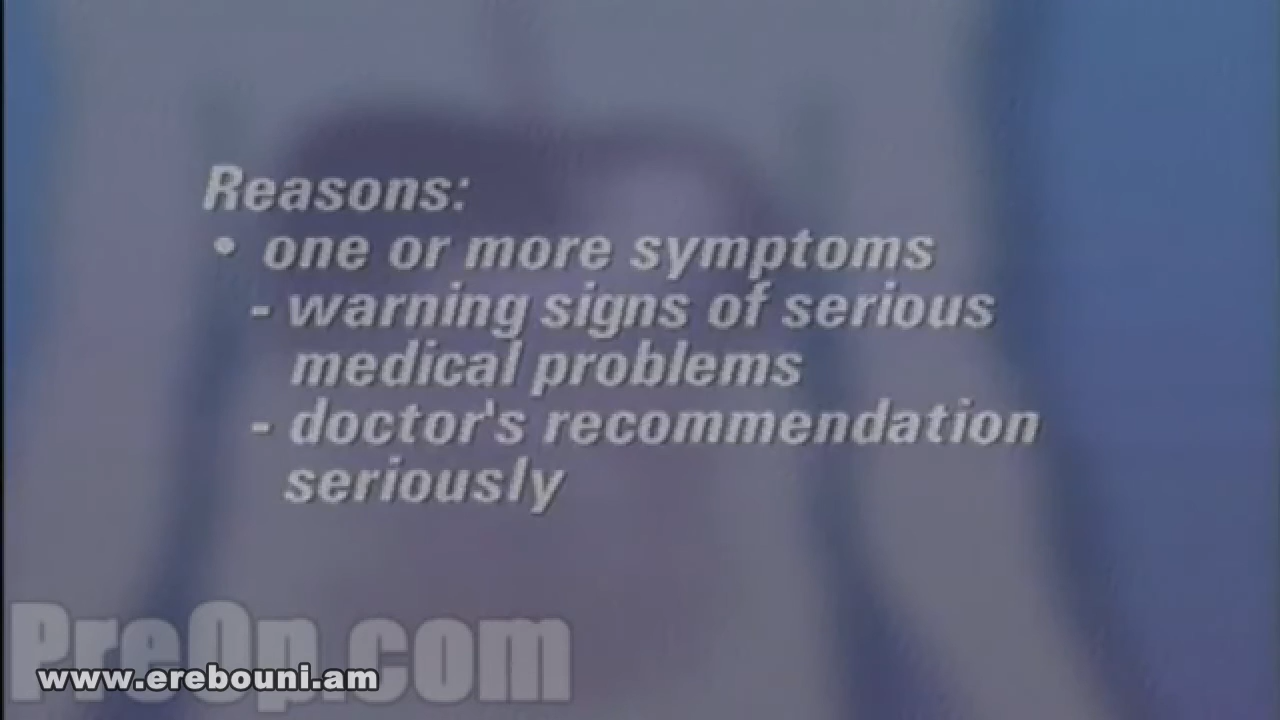 Reasons:
• one or more symptoms
- warning signs of serious
medical problems
- doctor's recommendation
seriously
PreOp.com
www.erebouni.am